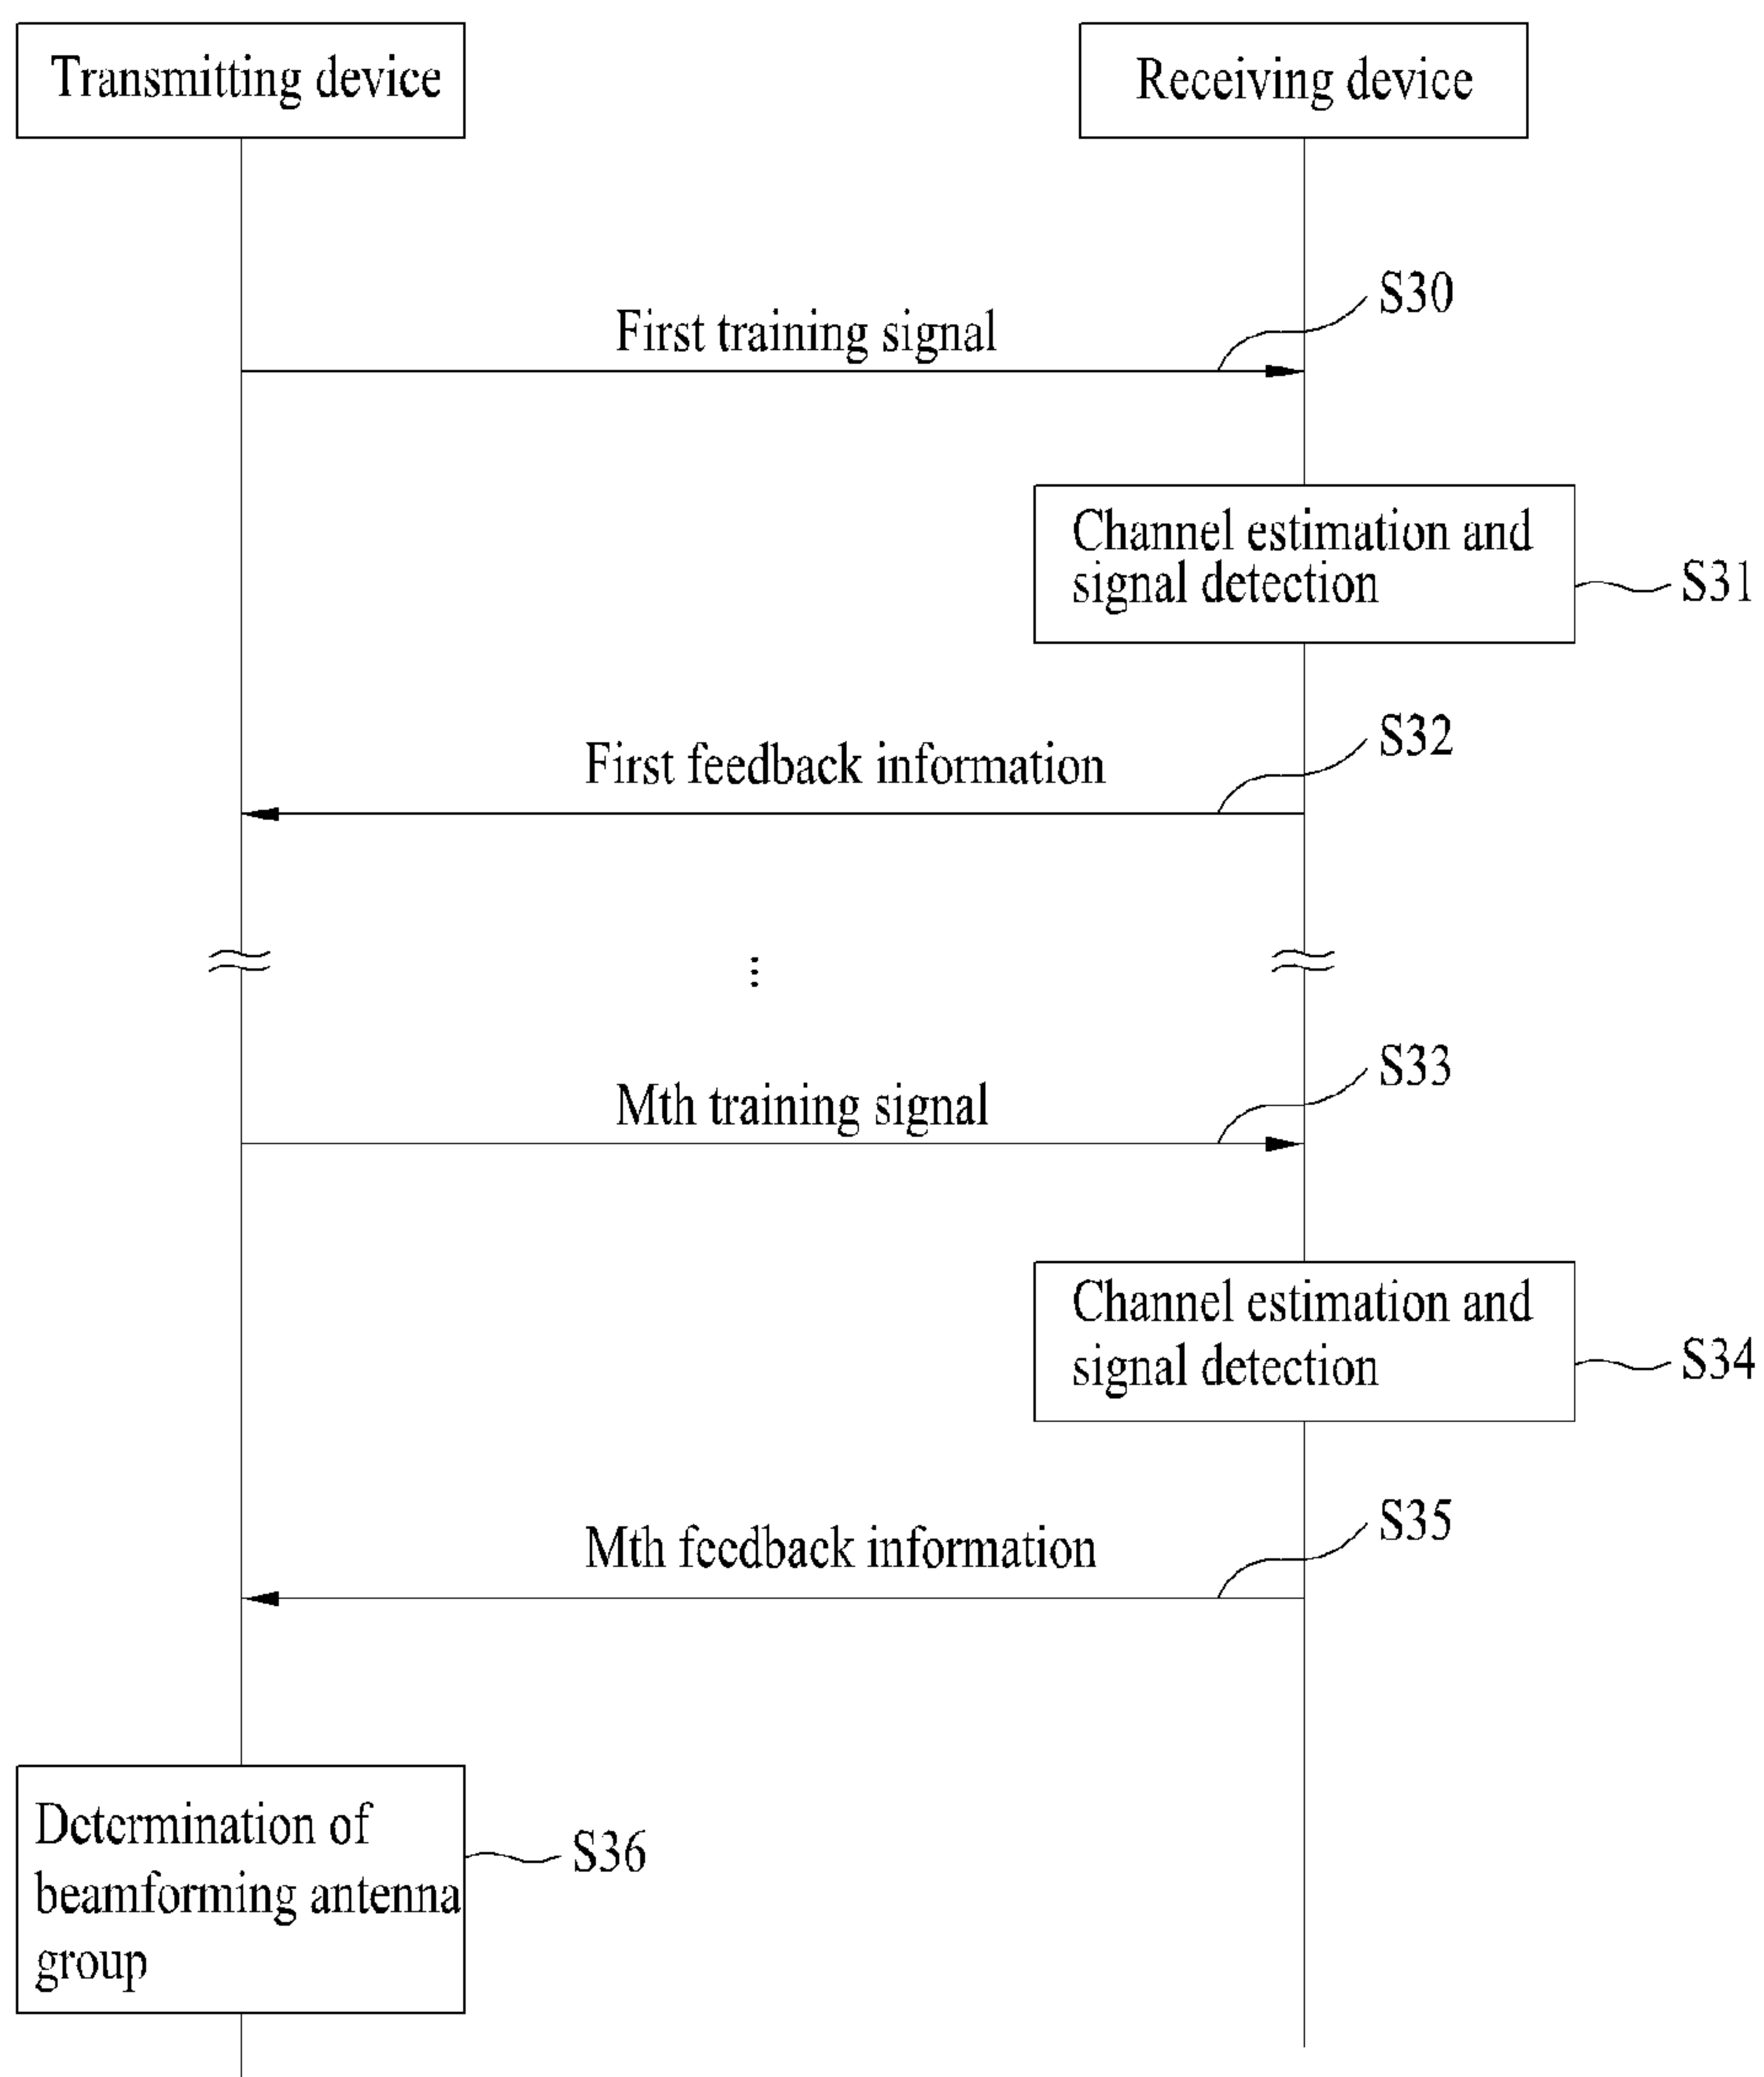 Transmitting device
Receiving device
S30
First training signal
Channel estimation and
signal detection
S31
S32
First feedback information
S33
Mth training signal
Channel estimation and
signal detection
S34
S35
Mth feedback information
Determination of
beamforming antenna
group
S36